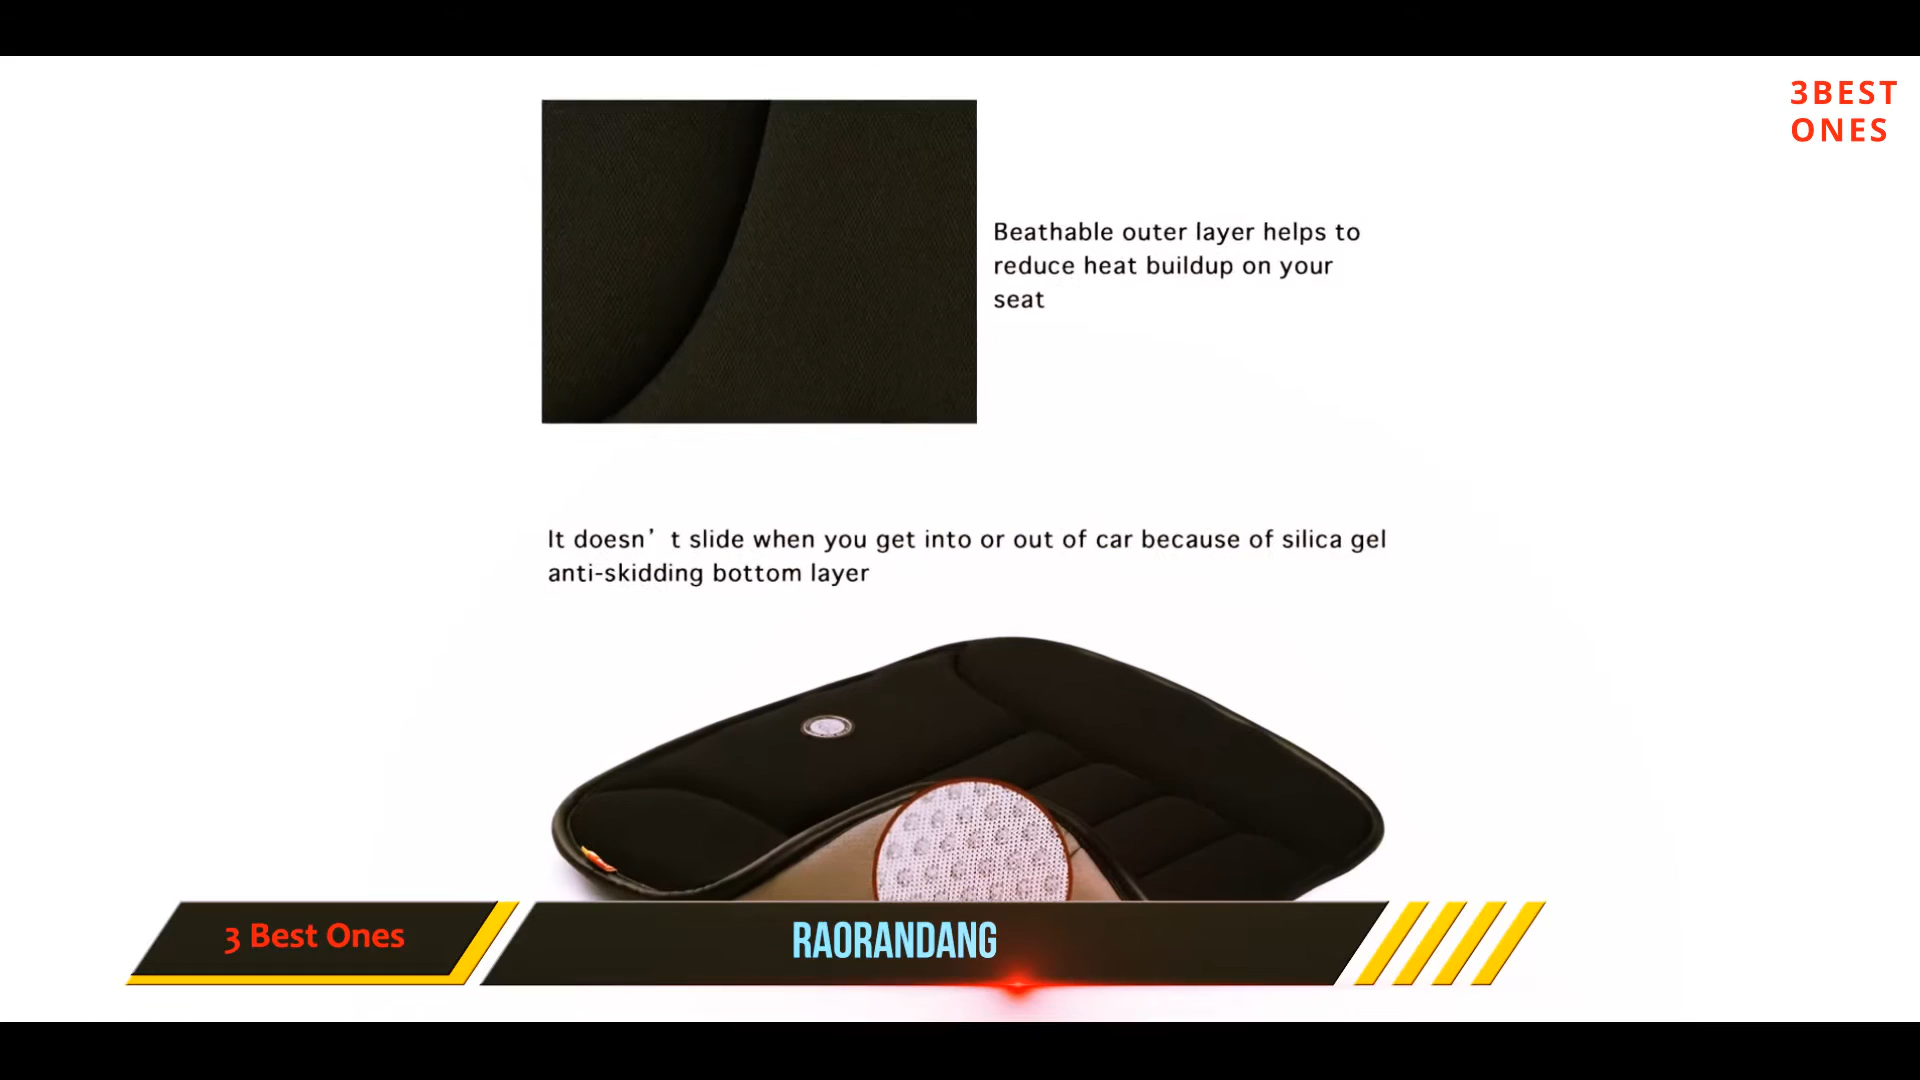 3BEST
ONES
Beathable outer layer helps to
reduce heat buildup on your
seat
It doesn’t slide when you get into or out of car because of silica gel
anti-skidding bottom layer
3 Best Ones
RAORANDANG